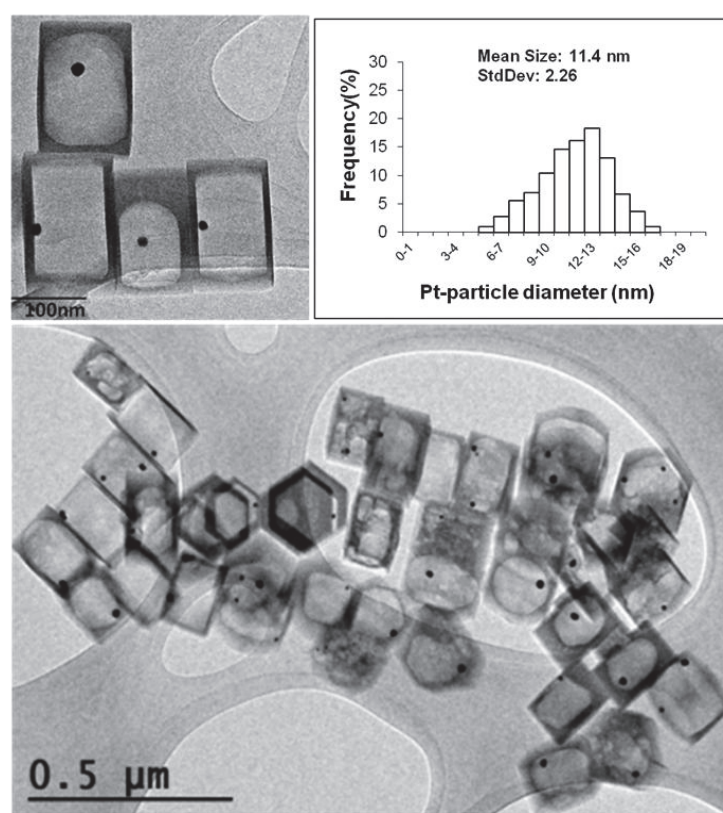 100nm
Mean Size: 11.4 nm
StdDev: 2.26
Frequency(%)
30
25
20
15
10
5
0
0-1
3-4
6-7
9-10
12-13
15-16
18-19
Pt-particle diameter (nm)
0.5 µm